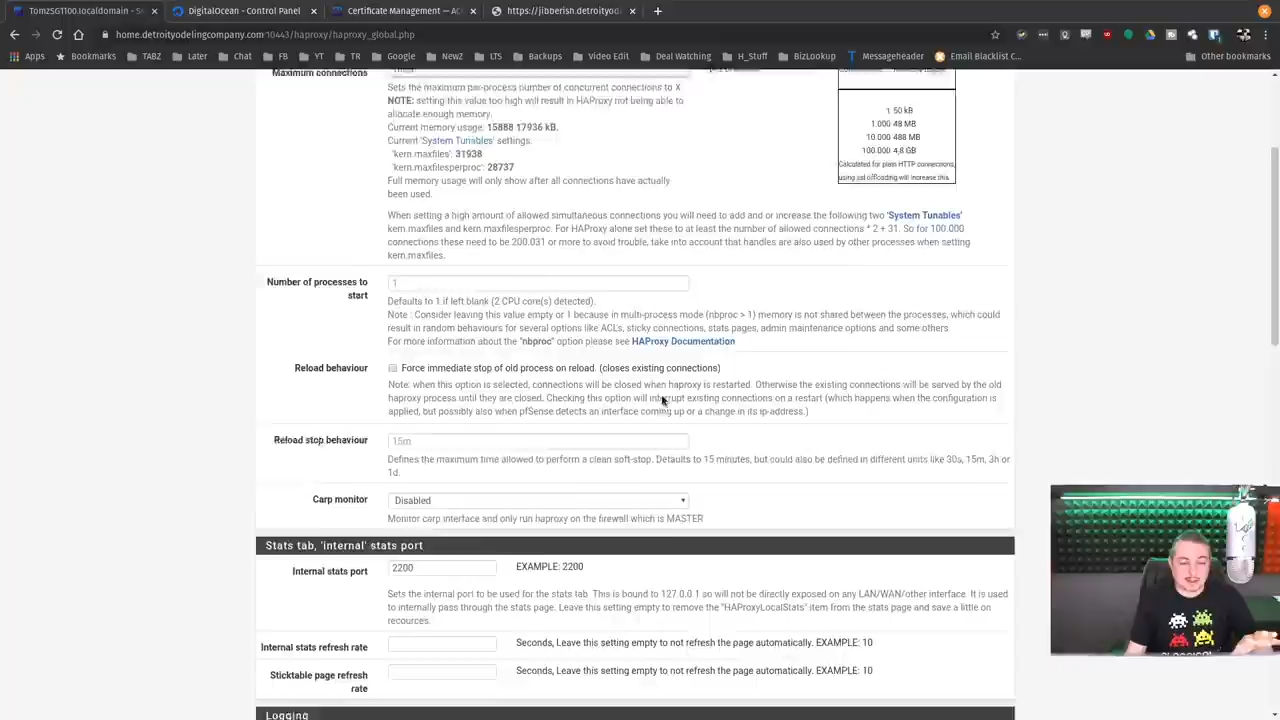 Tom2SG1100.localdomain - S
DigitalOcean - Control Panel
Certificate Management — AC
https://jibberish.detroityodeling
home.detroityodelingcompany.com:10443/haproxy/haproxy_global.php
Apps Bookmarks TABZ Later Chat FB YT TR Google NewZ LTS Backups Video Edit Deal Watching H_Stuff BizLookup Messageheader Email Blacklist C... Other bookmarks
Maximum connections
Sets the maximum per-process number of concurrent connections to X
NOTE: setting this value too high will result in HAProxy not being able to
allocate enough memory.
Current memory usage: 15888 17936 kB.
Current 'System Tunables' settings.
'kern.maxfiles': 31938
'kern.maxfilesperproc': 28737
Full memory usage will only show after all connections have actually
been used.
1 50 kB
1.000 48 MB
10.000 488 MB
100.000 4,8 GB
Calculated for plain HTTP connections,
using ssl offloading will increase this.
When setting a high amount of allowed simultaneous connections you will need to add and or increase the following two 'System Tunables'
kern.maxfiles and kern.maxfilesperproc. For HAProxy alone set these to at least the number of allowed connections * 2 + 31. So for 100.000
connections these need to be 200.031 or more to avoid trouble, take into account that handles are also used by other processes when setting
kern.maxfiles.
Number of processes to
start
1
Defaults to 1 if left blank (2 CPU core(s) detected).
Note : Consider leaving this value empty or 1 because in multi-process mode (nbproc > 1) memory is not shared between the processes, which could
result in random behaviours for several options like ACLs, sticky connections, stats pages, admin maintenance options and some others
For more information about the "nbproc" option please see HAProxy Documentation
Reload behaviour
Force immediate stop of old process on reload. (closes existing connections)
Note: when this option is selected, connections will be closed when haproxy is restarted. Otherwise the existing connections will be served by the old
haproxy process until they are closed. Checking this option will interrupt existing connections on a restart (which happens when the configuration is
applied, but possibly also when pfSense detects an interface coming up or a change in its ip-address.)
Reload stop behaviour
15m
Defines the maximum time allowed to perform a clean soft-stop. Defaults to 15 minutes, but could also be defined in different units like 30s, 15m, 3h or
1d.
Carp monitor
Disabled
Monitor carp interface and only run haproxy on the firewall which is MASTER
Stats tab, 'internal' stats port
Internal stats port
2200
EXAMPLE: 2200
Sets the internal port to be used for the stats tab. This is bound to 127.0.0.1 so will not be directly exposed on any LAN/WAN/other interface. It is used
to internally pass through the stats page. Leave this setting empty to remove the "HAProxyLocalStats" item from the stats page and save a little on
recources.
Internal stats refresh rate
Seconds, Leave this setting empty to not refresh the page automatically. EXAMPLE: 10
Sticktable page refresh
rate
Seconds, Leave this setting empty to not refresh the page automatically. EXAMPLE: 10
Logging